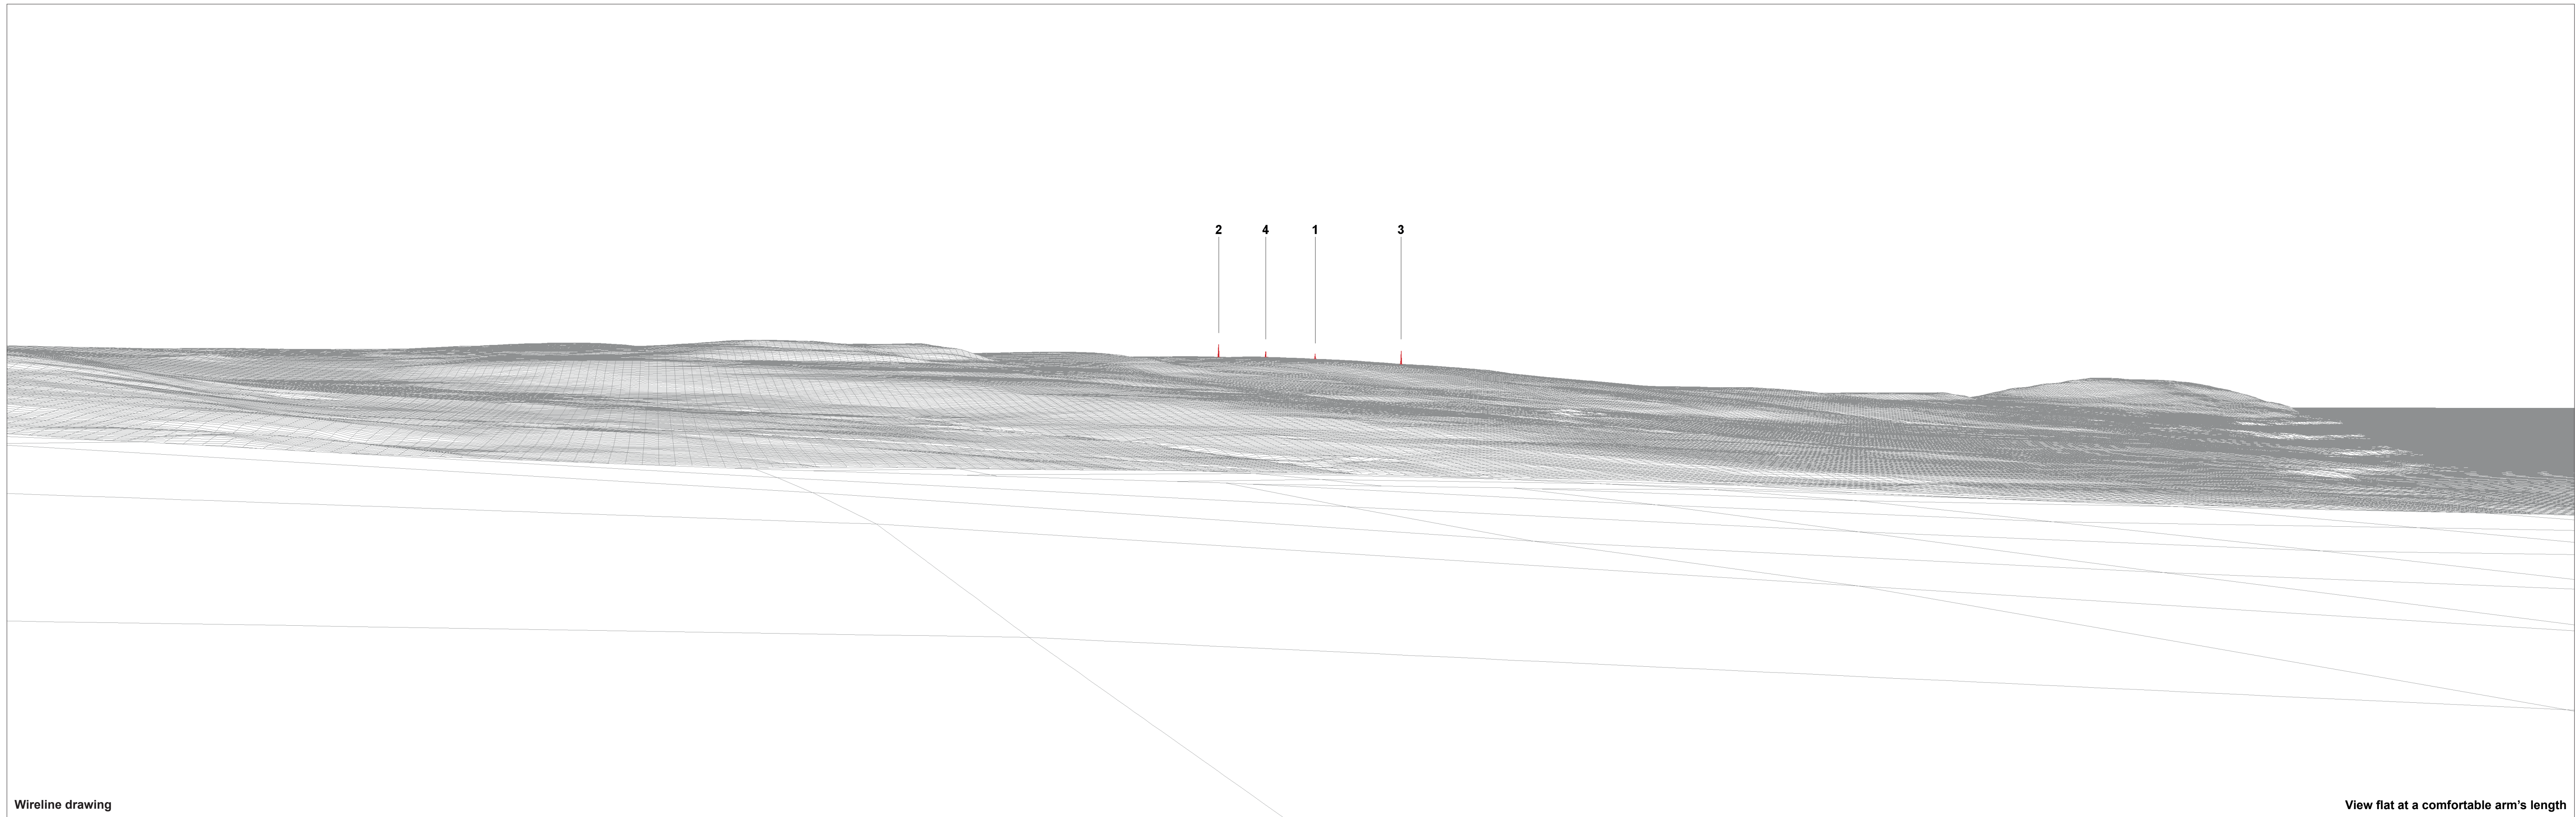 2 4 1 3
Wireline drawing
View flat at a comfortable arm's length